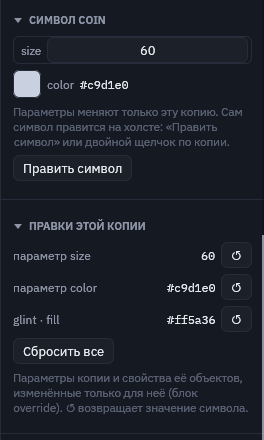 СИМВОЛ COIN
size 60
color #c9d1e0
Параметры меняют только эту копию. Сам
символ правится на холсте: «Править
символ» или двойной щелчок по копии.
Править символ
ПРАВКИ ЭТОЙ КОПИИ
параметр size 60 ↺
параметр color #c9d1e0 ↺
glint · fill #ff5a36 ↺
Сбросить все
Параметры копии и свойства её объектов,
изменённые только для неё (блок
override). ↺ возвращает значение символа.